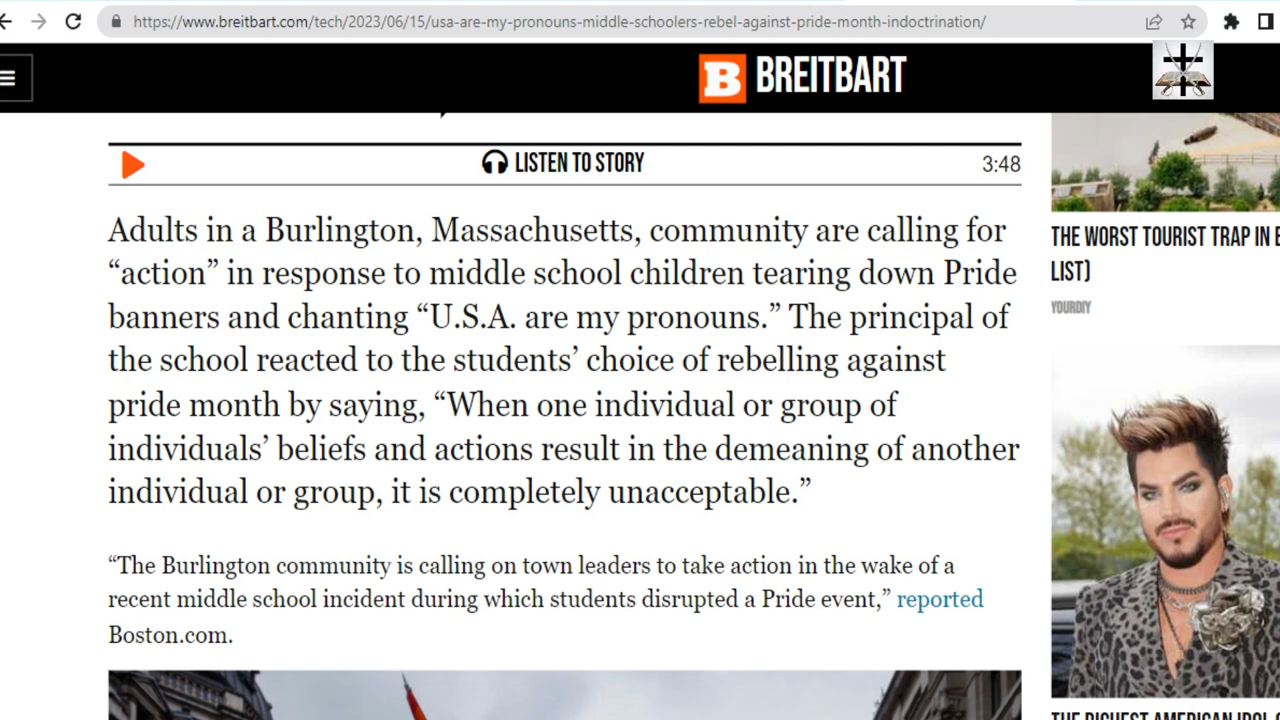 https://www.breitbart.com/tech/2023/06/15/usa-are-my-pronouns-middle-schoolers-rebel-against-pride-month-indoctrination/
B BREITBART
LISTEN TO STORY
3:48
Adults in a Burlington, Massachusetts, community are calling for
“action” in response to middle school children tearing down Pride
banners and chanting “U.S.A. are my pronouns.” The principal of
the school reacted to the students’ choice of rebelling against
pride month by saying, “When one individual or group of
individuals’ beliefs and actions result in the demeaning of another
individual or group, it is completely unacceptable.”
“The Burlington community is calling on town leaders to take action in the wake of a
recent middle school incident during which students disrupted a Pride event,” reported
Boston.com.
THE WORST TOURIST TRAP IN
LIST)
YOURDIY
THE RICHEST AMERICAN IDOL